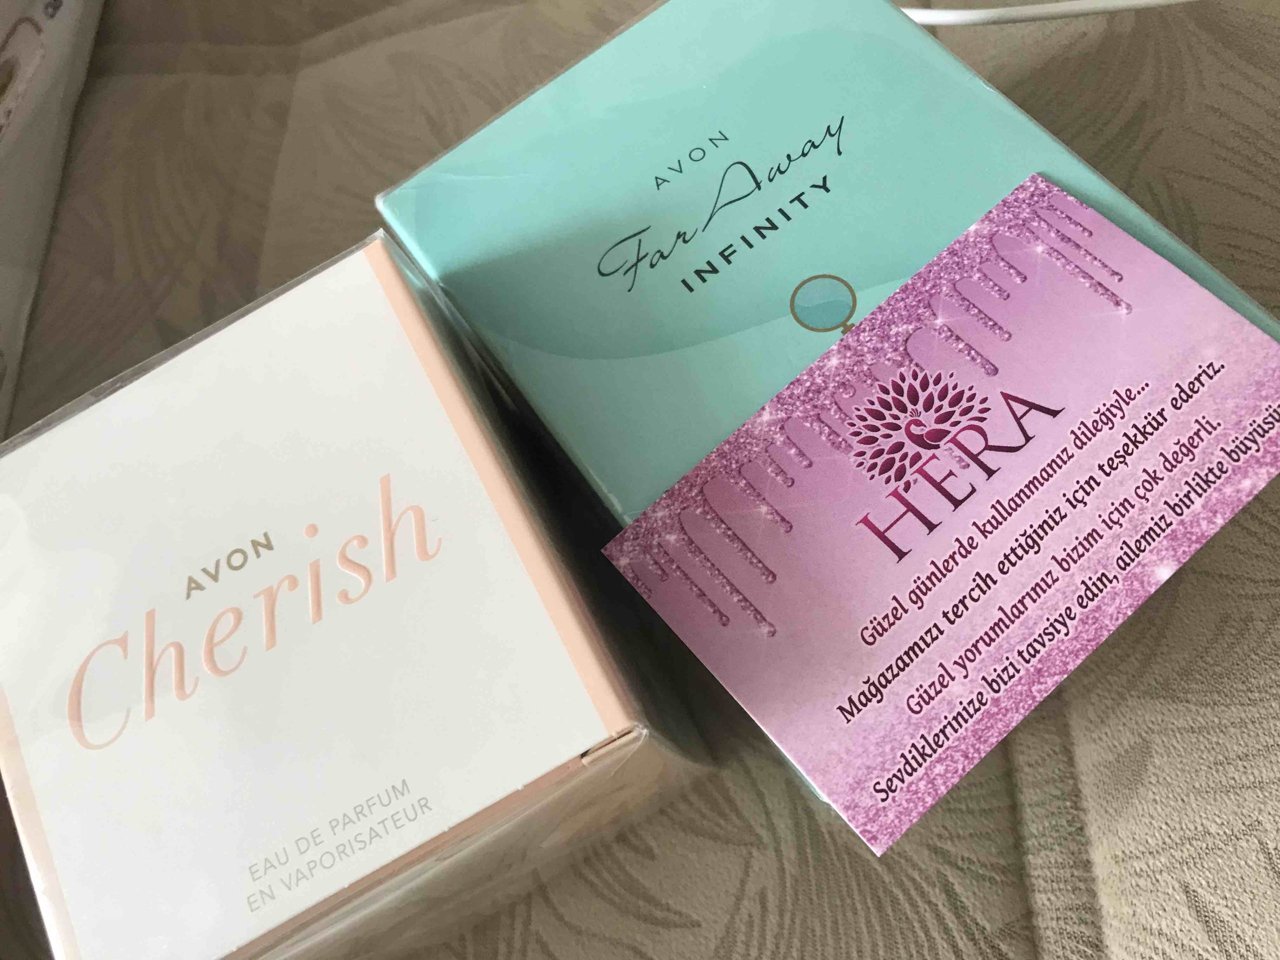 AVON
Cherish
EAU DE PARFUM
EN VAPORISATEUR
AVON
Far Away
INFINITY
HERA
Güzel günlerde kullanmanız dileğiyle...
Mağazamızı tercih ettiğiniz için teşekkür ederiz.
Güzel yorumlarınız bizim için çok değerli.
Sevdiklerinize bizi tavsiye edin, ailemiz birlikte